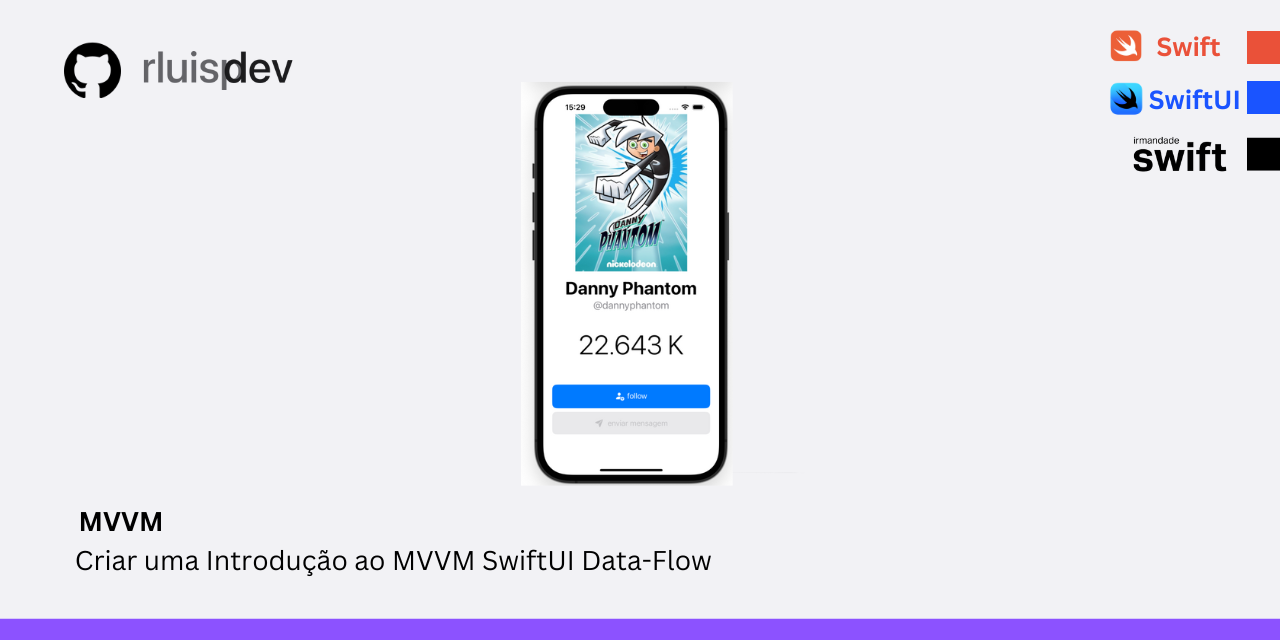 rluispdev
Swift
SwiftUI
irmandade
swift
15:29
DANNY
PHANTOM
nickelodeon
Danny Phantom
@dannyphantom
22.643 K
follow
enviar mensagem
MVVM
Criar uma Introdução ao MVVM SwiftUI Data-Flow